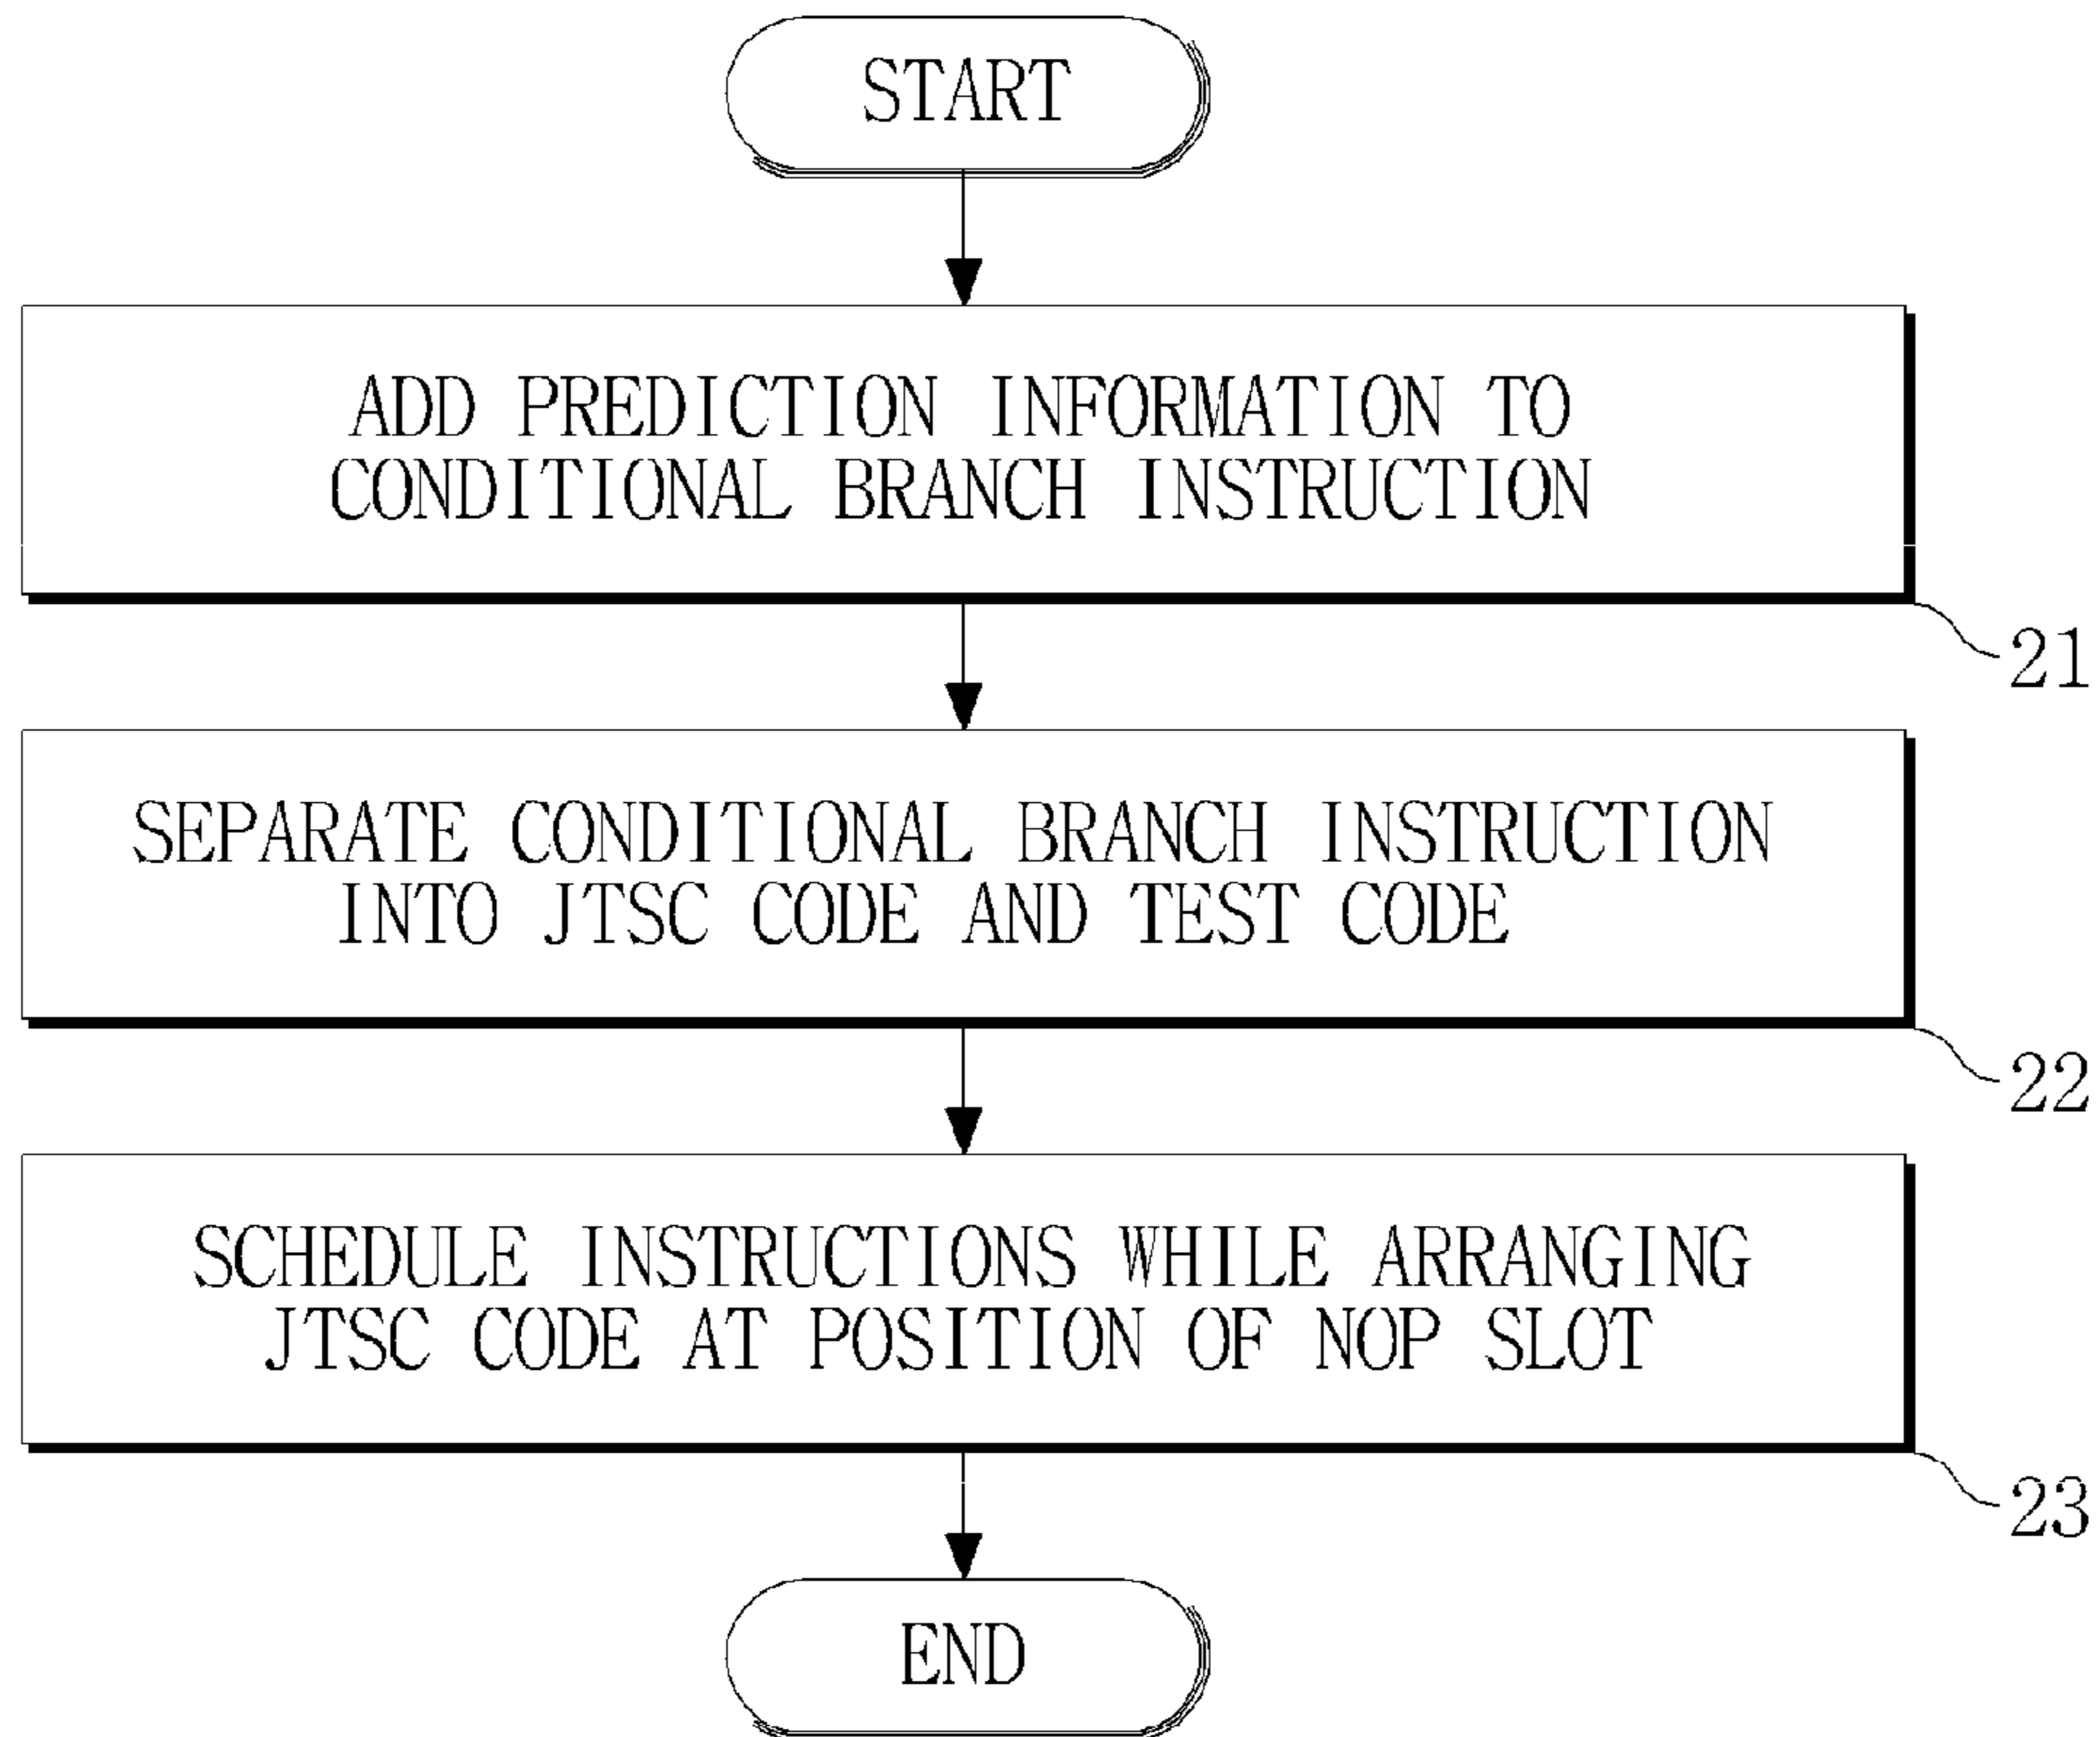 START
ADD PREDICTION INFORMATION TO
CONDITIONAL BRANCH INSTRUCTION
21
SEPARATE CONDITIONAL BRANCH INSTRUCTION
INTO JTSC CODE AND TEST CODE
22
SCHEDULE INSTRUCTIONS WHILE ARRANGING
JTSC CODE AT POSITION OF NOP SLOT
23
END